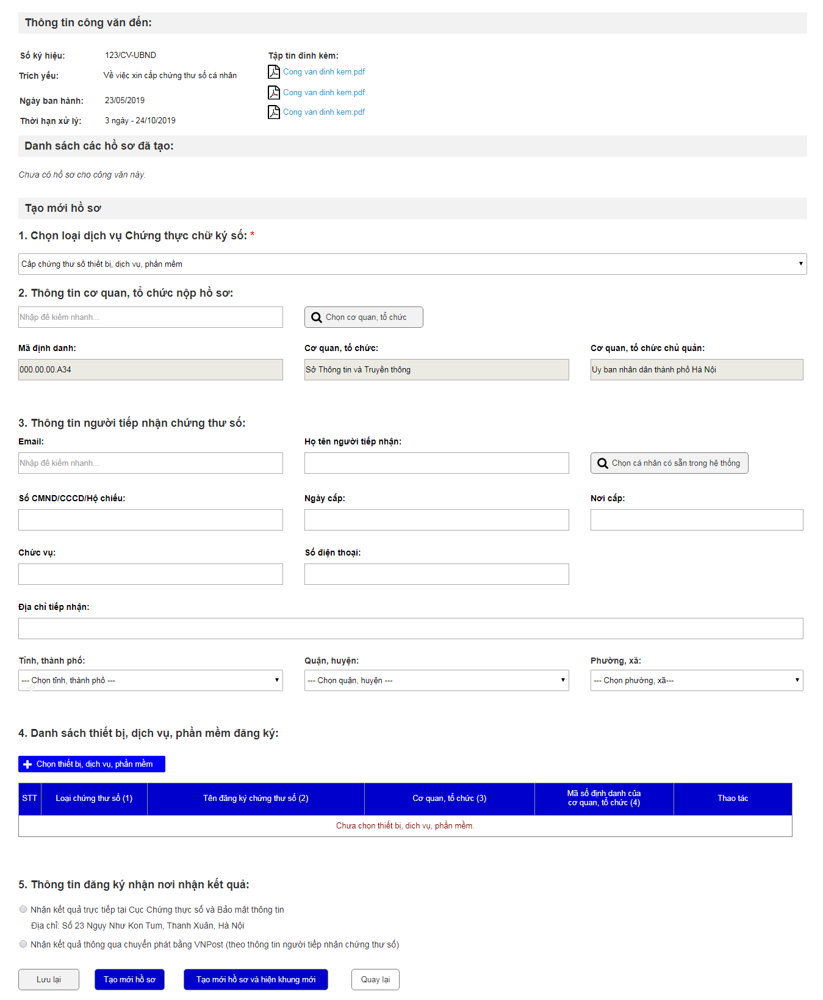 Thông tin công văn đến:
Số ký hiệu: 123/CV-UBND
Trích yếu: Về việc xin cấp chứng thư số cá nhân
Ngày ban hành: 23/05/2019
Thời hạn xử lý: 3 ngày - 24/10/2019
Tập tin đính kèm:
Cong van dinh kem.pdf
Cong van dinh kem.pdf
Cong van dinh kem.pdf
Danh sách các hồ sơ đã tạo:
Chưa có hồ sơ cho công văn này.
Tạo mới hồ sơ
1. Chọn loại dịch vụ Chứng thực chữ ký số: *
Cấp chứng thư số thiết bị, dịch vụ, phần mềm
2. Thông tin cơ quan, tổ chức nộp hồ sơ:
Nhập để kiếm nhanh... Chọn cơ quan, tổ chức
Mã định danh: Cơ quan, tổ chức: Cơ quan, tổ chức chủ quản:
000.00.00.A34 Sở Thông tin và Truyền thông Ủy ban nhân dân thành phố Hà Nội
3. Thông tin người tiếp nhận chứng thư số:
Email: Họ tên người tiếp nhận:
Nhập để kiếm nhanh... Chọn cá nhân có sẵn trong hệ thống
Số CMND/CCCD/Hộ chiếu: Ngày cấp: Nơi cấp:
Chức vụ: Số điện thoại:
Địa chỉ tiếp nhận:
Tỉnh, thành phố: Quận, huyện: Phường, xã:
--- Chọn tỉnh, thành phố --- --- Chọn quận, huyện --- --- Chọn phường, xã---
4. Danh sách thiết bị, dịch vụ, phần mềm đăng ký:
Chọn thiết bị, dịch vụ, phần mềm
STT Loại chứng thư số (1) Tên đăng ký chứng thư số (2) Cơ quan, tổ chức (3) Mã số định danh của
cơ quan, tổ chức (4) Thao tác
Chưa chọn thiết bị, dich vụ, phần mềm.
5. Thông tin đăng ký nhận nơi nhận kết quả:
Nhận kết quả trực tiếp tại Cục Chứng thực số và Bảo mật thông tin
Địa chỉ: Số 23 Ngụy Như Kon Tum, Thanh Xuân, Hà Nội
Nhận kết quả thông qua chuyển phát bằng VNPost (theo thông tin người tiếp nhận chứng thư số)
Lưu lại Tạo mới hồ sơ Tạo mới hồ sơ và hiện khung mới Quay lại